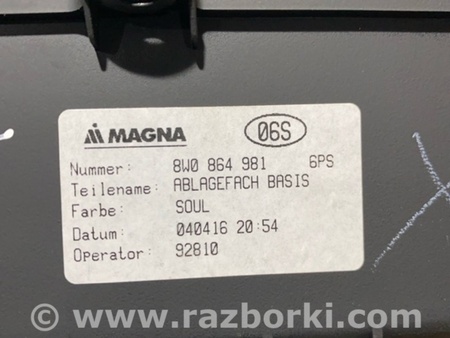 MAGNA 06S
Nummer: 8W0 864 981 6PS
Teilename: ABLAGEFACH BASIS
Farbe: SOUL
Datum: 040416 20:54
Operator: 92810
© www.razborki.com